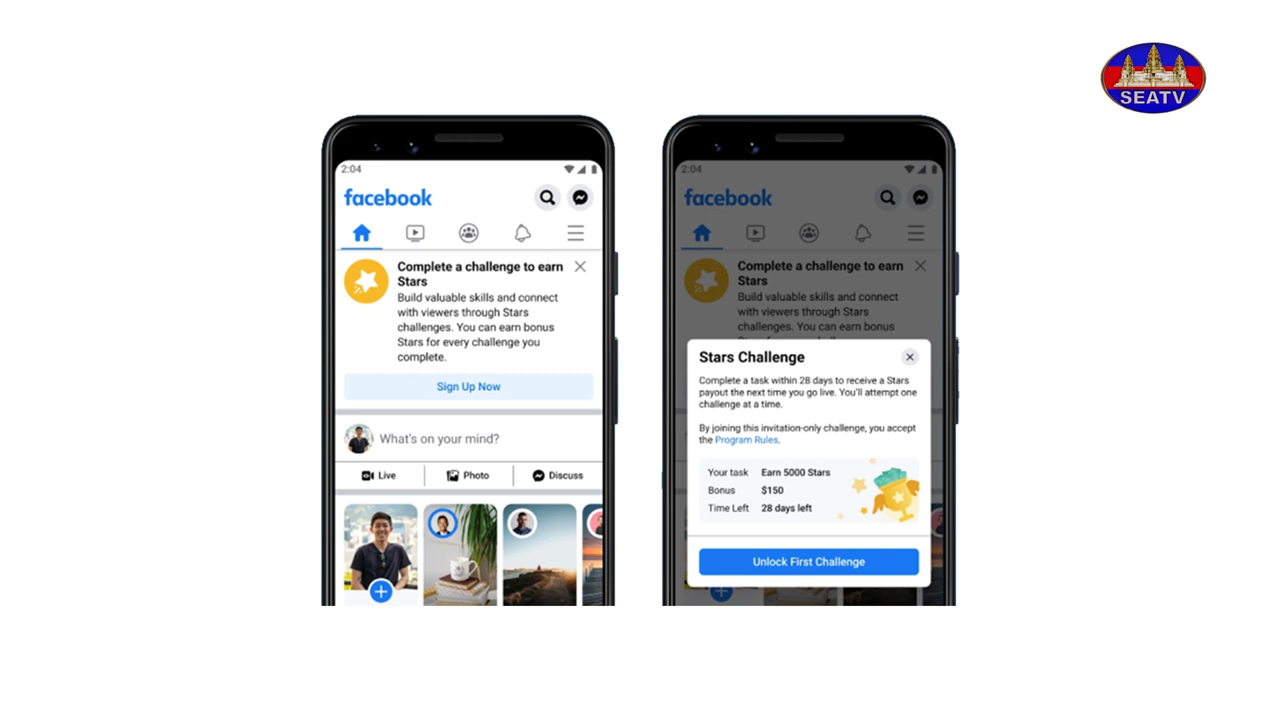 SEATV
2:04
facebook
Complete a challenge to earn
Stars
Build valuable skills and connect
with viewers through Stars
challenges. You can earn bonus
Stars for every challenge you
complete.
Sign Up Now
What's on your mind?
Live
Photo
Discuss
2:04
facebook
Complete a challenge to earn
Stars
Build valuable skills and connect
with viewers through Stars
challenges. You can earn bonus
Stars Challenge
Complete a task within 28 days to receive a Stars
payout the next time you go live. You'll attempt one
challenge at a time.
By joining this invitation-only challenge, you accept
the Program Rules.
Your task Earn 5000 Stars
Bonus $150
Time Left 28 days left
Unlock First Challenge